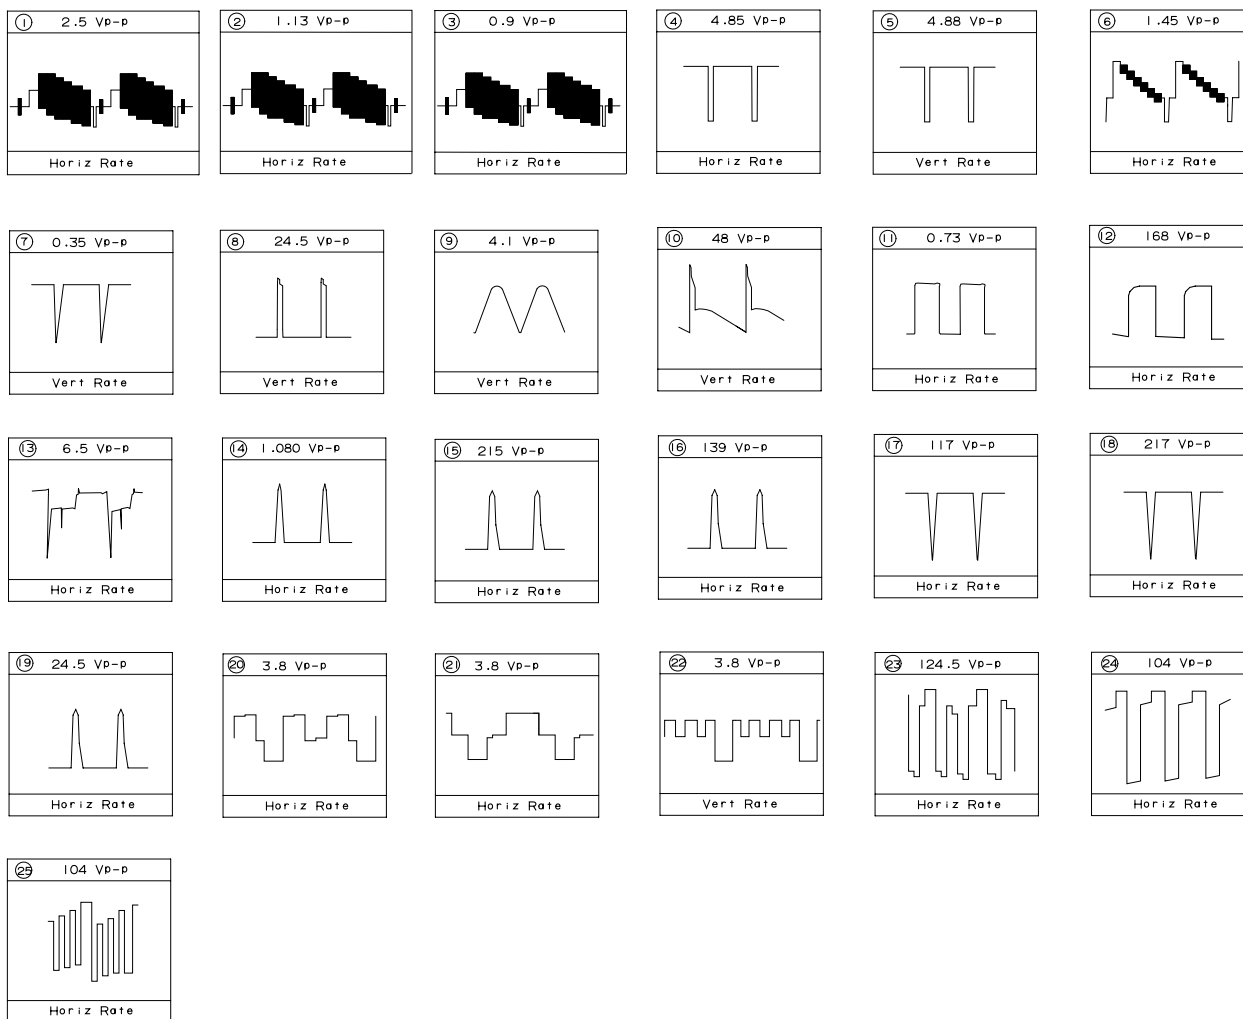 1 2.5 Vp-p
Horiz Rate
2 1.13 Vp-p
Horiz Rate
3 0.9 Vp-p
Horiz Rate
4 4.85 Vp-p
Horiz Rate
5 4.88 Vp-p
Vert Rate
6 1.45 Vp-p
Horiz Rate
7 0.35 Vp-p
Vert Rate
8 24.5 Vp-p
Vert Rate
9 4.1 Vp-p
Vert Rate
10 48 Vp-p
Vert Rate
11 0.73 Vp-p
Horiz Rate
12 168 Vp-p
Horiz Rate
13 6.5 Vp-p
Horiz Rate
14 1.080 Vp-p
Horiz Rate
15 215 Vp-p
Horiz Rate
16 139 Vp-p
Horiz Rate
17 117 Vp-p
Horiz Rate
18 217 Vp-p
Horiz Rate
19 24.5 Vp-p
Horiz Rate
20 3.8 Vp-p
Horiz Rate
21 3.8 Vp-p
Horiz Rate
22 3.8 Vp-p
Vert Rate
23 124.5 Vp-p
Horiz Rate
24 104 Vp-p
Horiz Rate
25 104 Vp-p
Horiz Rate